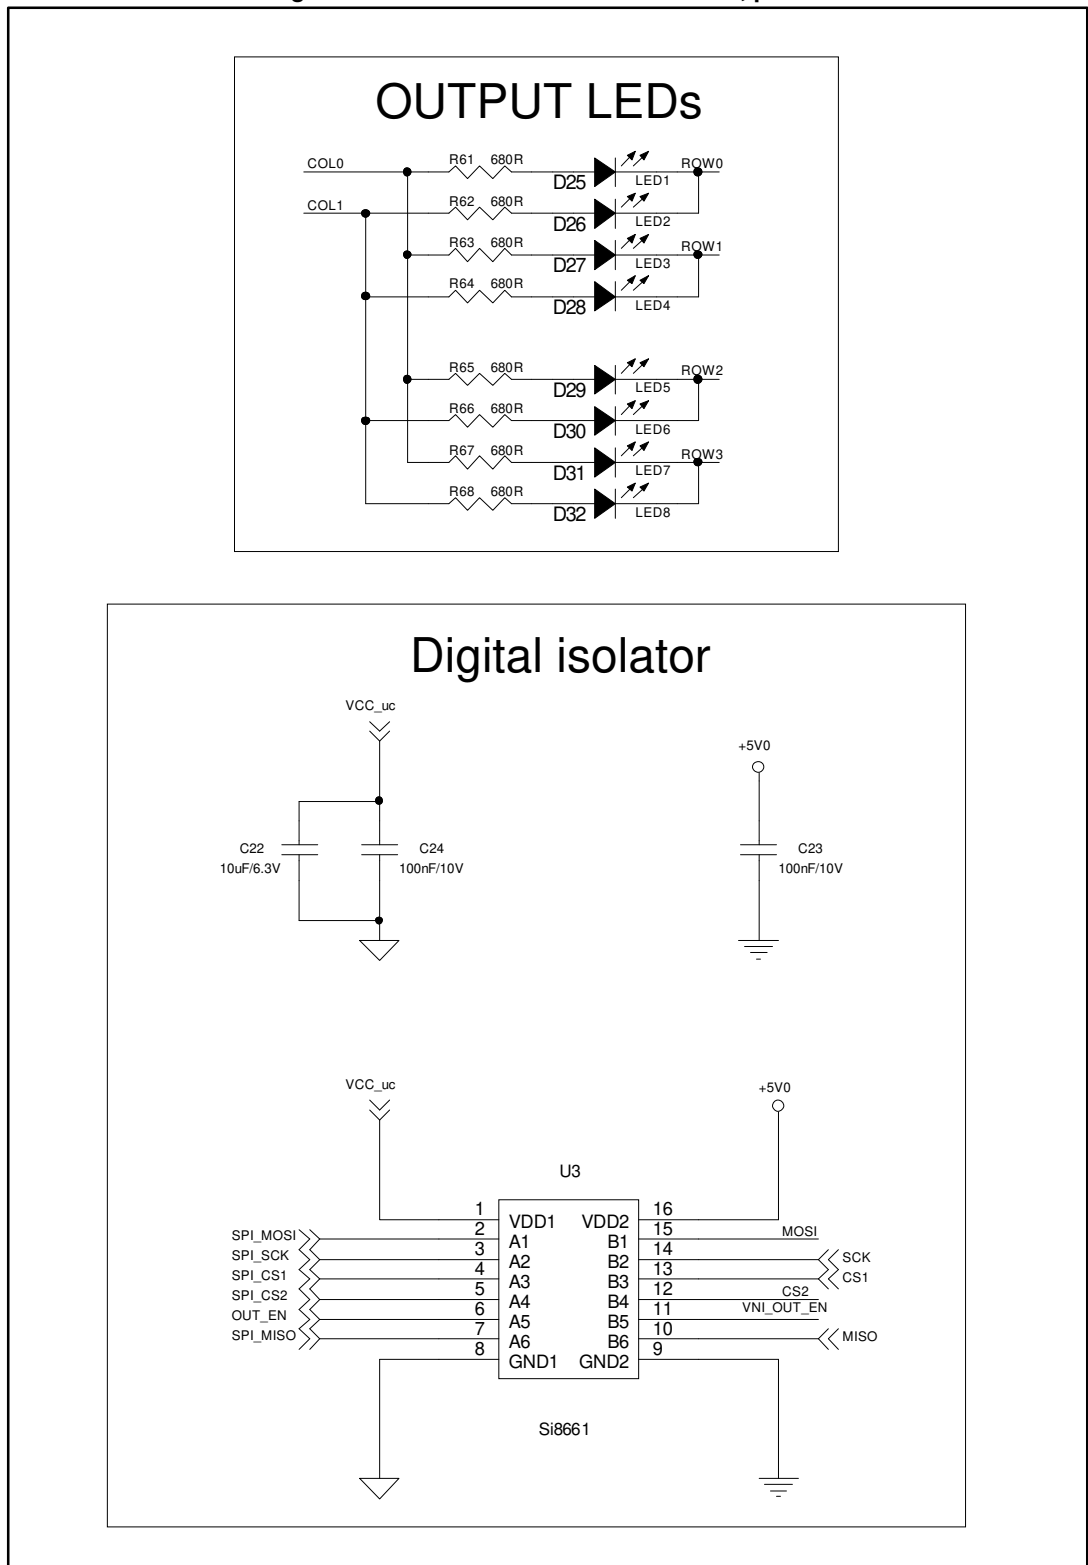 OUTPUT LEDs
COL0
R61 680R
D25
LED1
ROW0
COL1
R62 680R
D26
LED2
R63 680R
D27
LED3
ROW1
R64 680R
D28
LED4
R65 680R
D29
LED5
ROW2
R66 680R
D30
LED6
R67 680R
D31
LED7
ROW3
R68 680R
D32
LED8
Digital isolator
VCC_uc
+5V0
C22
10uF/6.3V
C24
100nF/10V
C23
100nF/10V
VCC_uc
+5V0
U3
1 VDD1 VDD2 16
SPI_MOSI 2 A1 B1 15 MOSI
SPI_SCK 3 A2 B2 14 SCK
SPI_CS1 4 A3 B3 13 CS1
SPI_CS2 5 A4 B4 12 CS2
OUT_EN 6 A5 B5 11 VNI_OUT_EN
SPI_MISO 7 A6 B6 10 MISO
8 GND1 GND2 9
Si8661